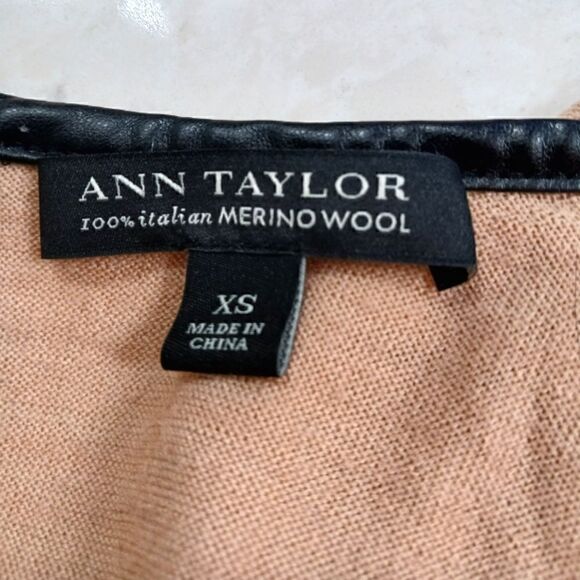 ANN TAYLOR
100% italian MERINO WOOL
XS
MADE IN
CHINA